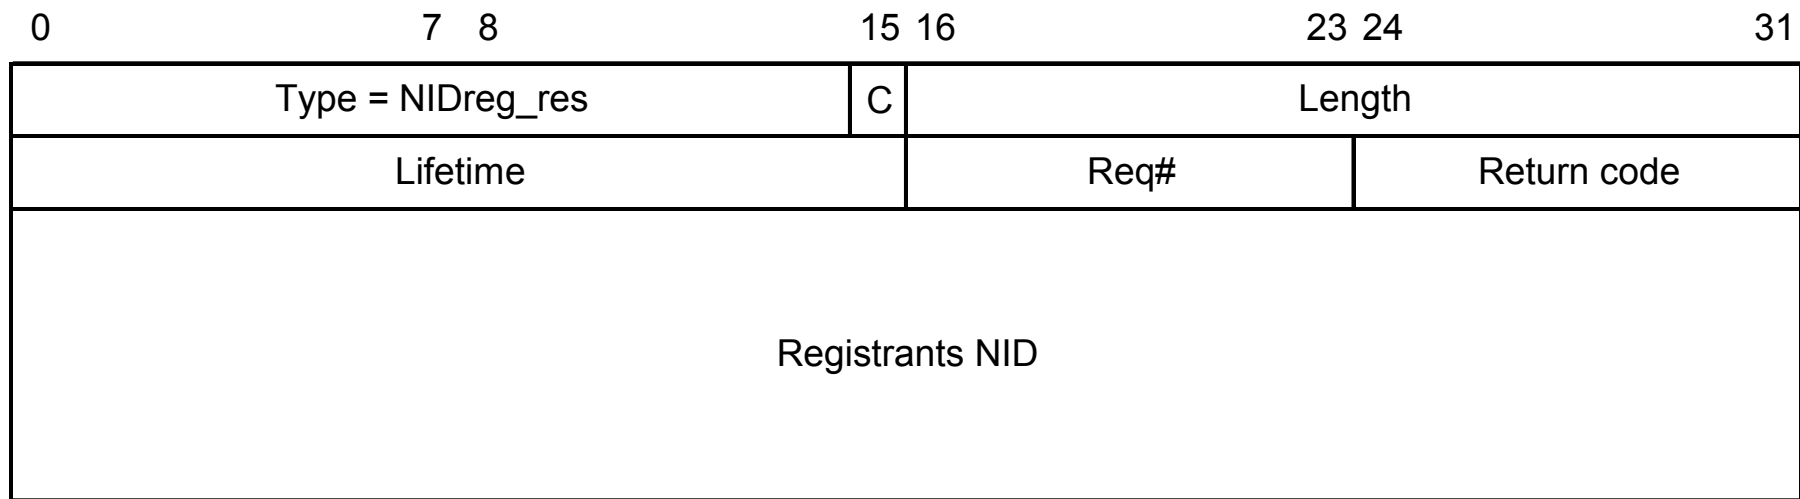 0 7 8 15 16 23 24 31
Type = NIDreg_res C Length
Lifetime Req# Return code
Registrants NID